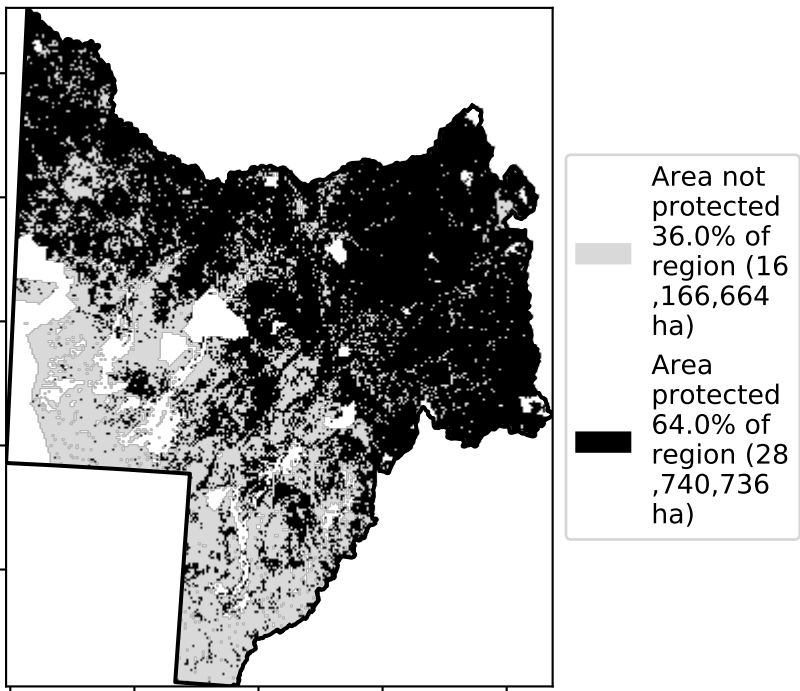 Area not
protected
36.0% of
region (16
,166,664
ha)
Area
protected
64.0% of
region (28
,740,736
ha)